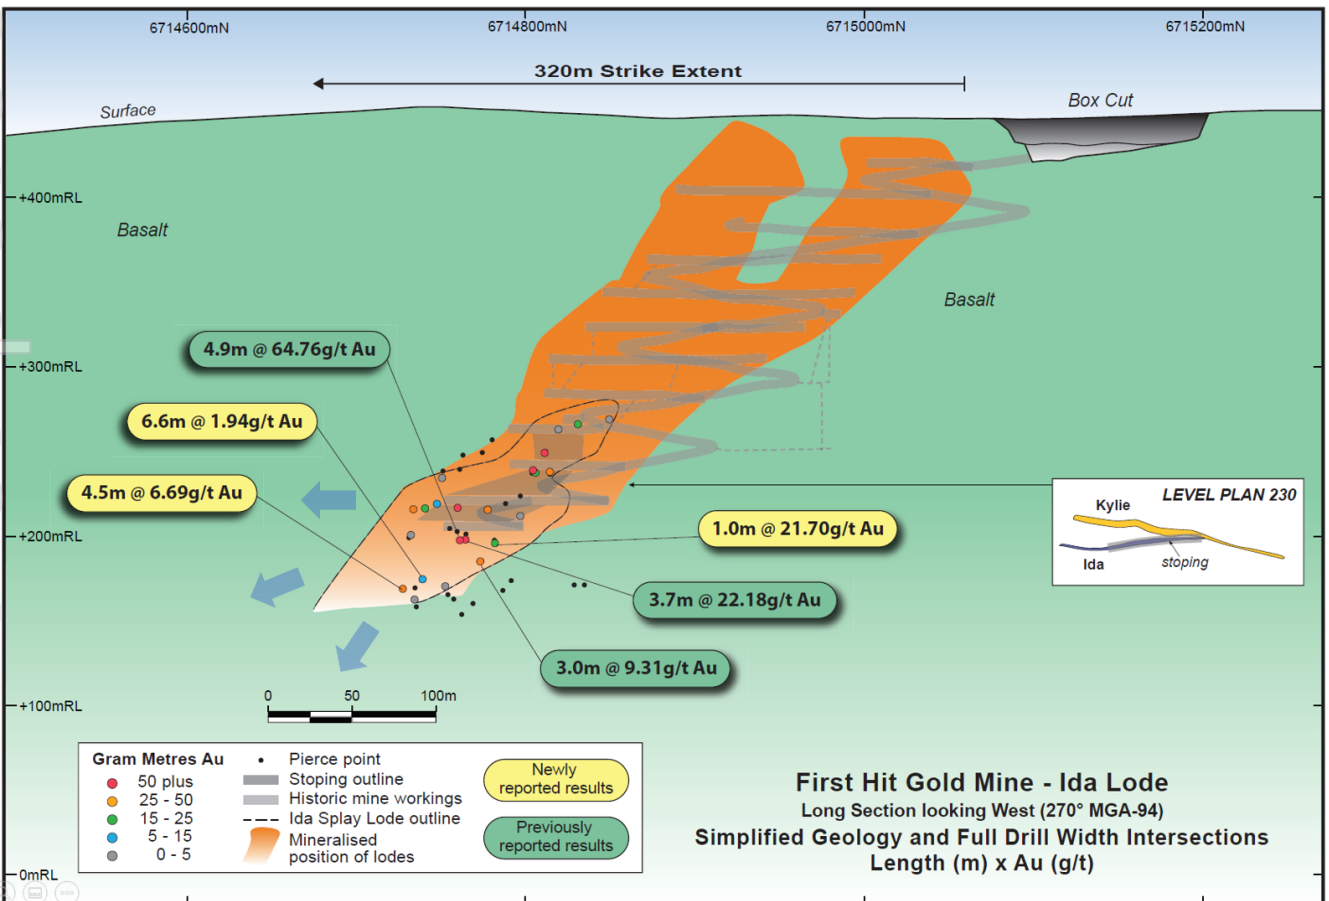 6714600mN
6714800mN
6715000mN
6715200mN
320m Strike Extent
Surface
Box Cut
+400mRL
Basalt
Basalt
+300mRL
4.9m @ 64.76g/t Au
6.6m @ 1.94g/t Au
4.5m @ 6.69g/t Au
+200mRL
1.0m @ 21.70g/t Au
3.7m @ 22.18g/t Au
3.0m @ 9.31g/t Au
LEVEL PLAN 230
Kylie
Ida
stoping
+100mRL
0 50 100m
Gram Metres Au
50 plus
25 - 50
15 - 25
5 - 15
0 - 5
Pierce point
Stoping outline
Historic mine workings
Ida Splay Lode outline
Mineralised
position of lodes
Newly
reported results
Previously
reported results
First Hit Gold Mine - Ida Lode
Long Section looking West (270° MGA-94)
Simplified Geology and Full Drill Width Intersections
Length (m) x Au (g/t)
0mRL